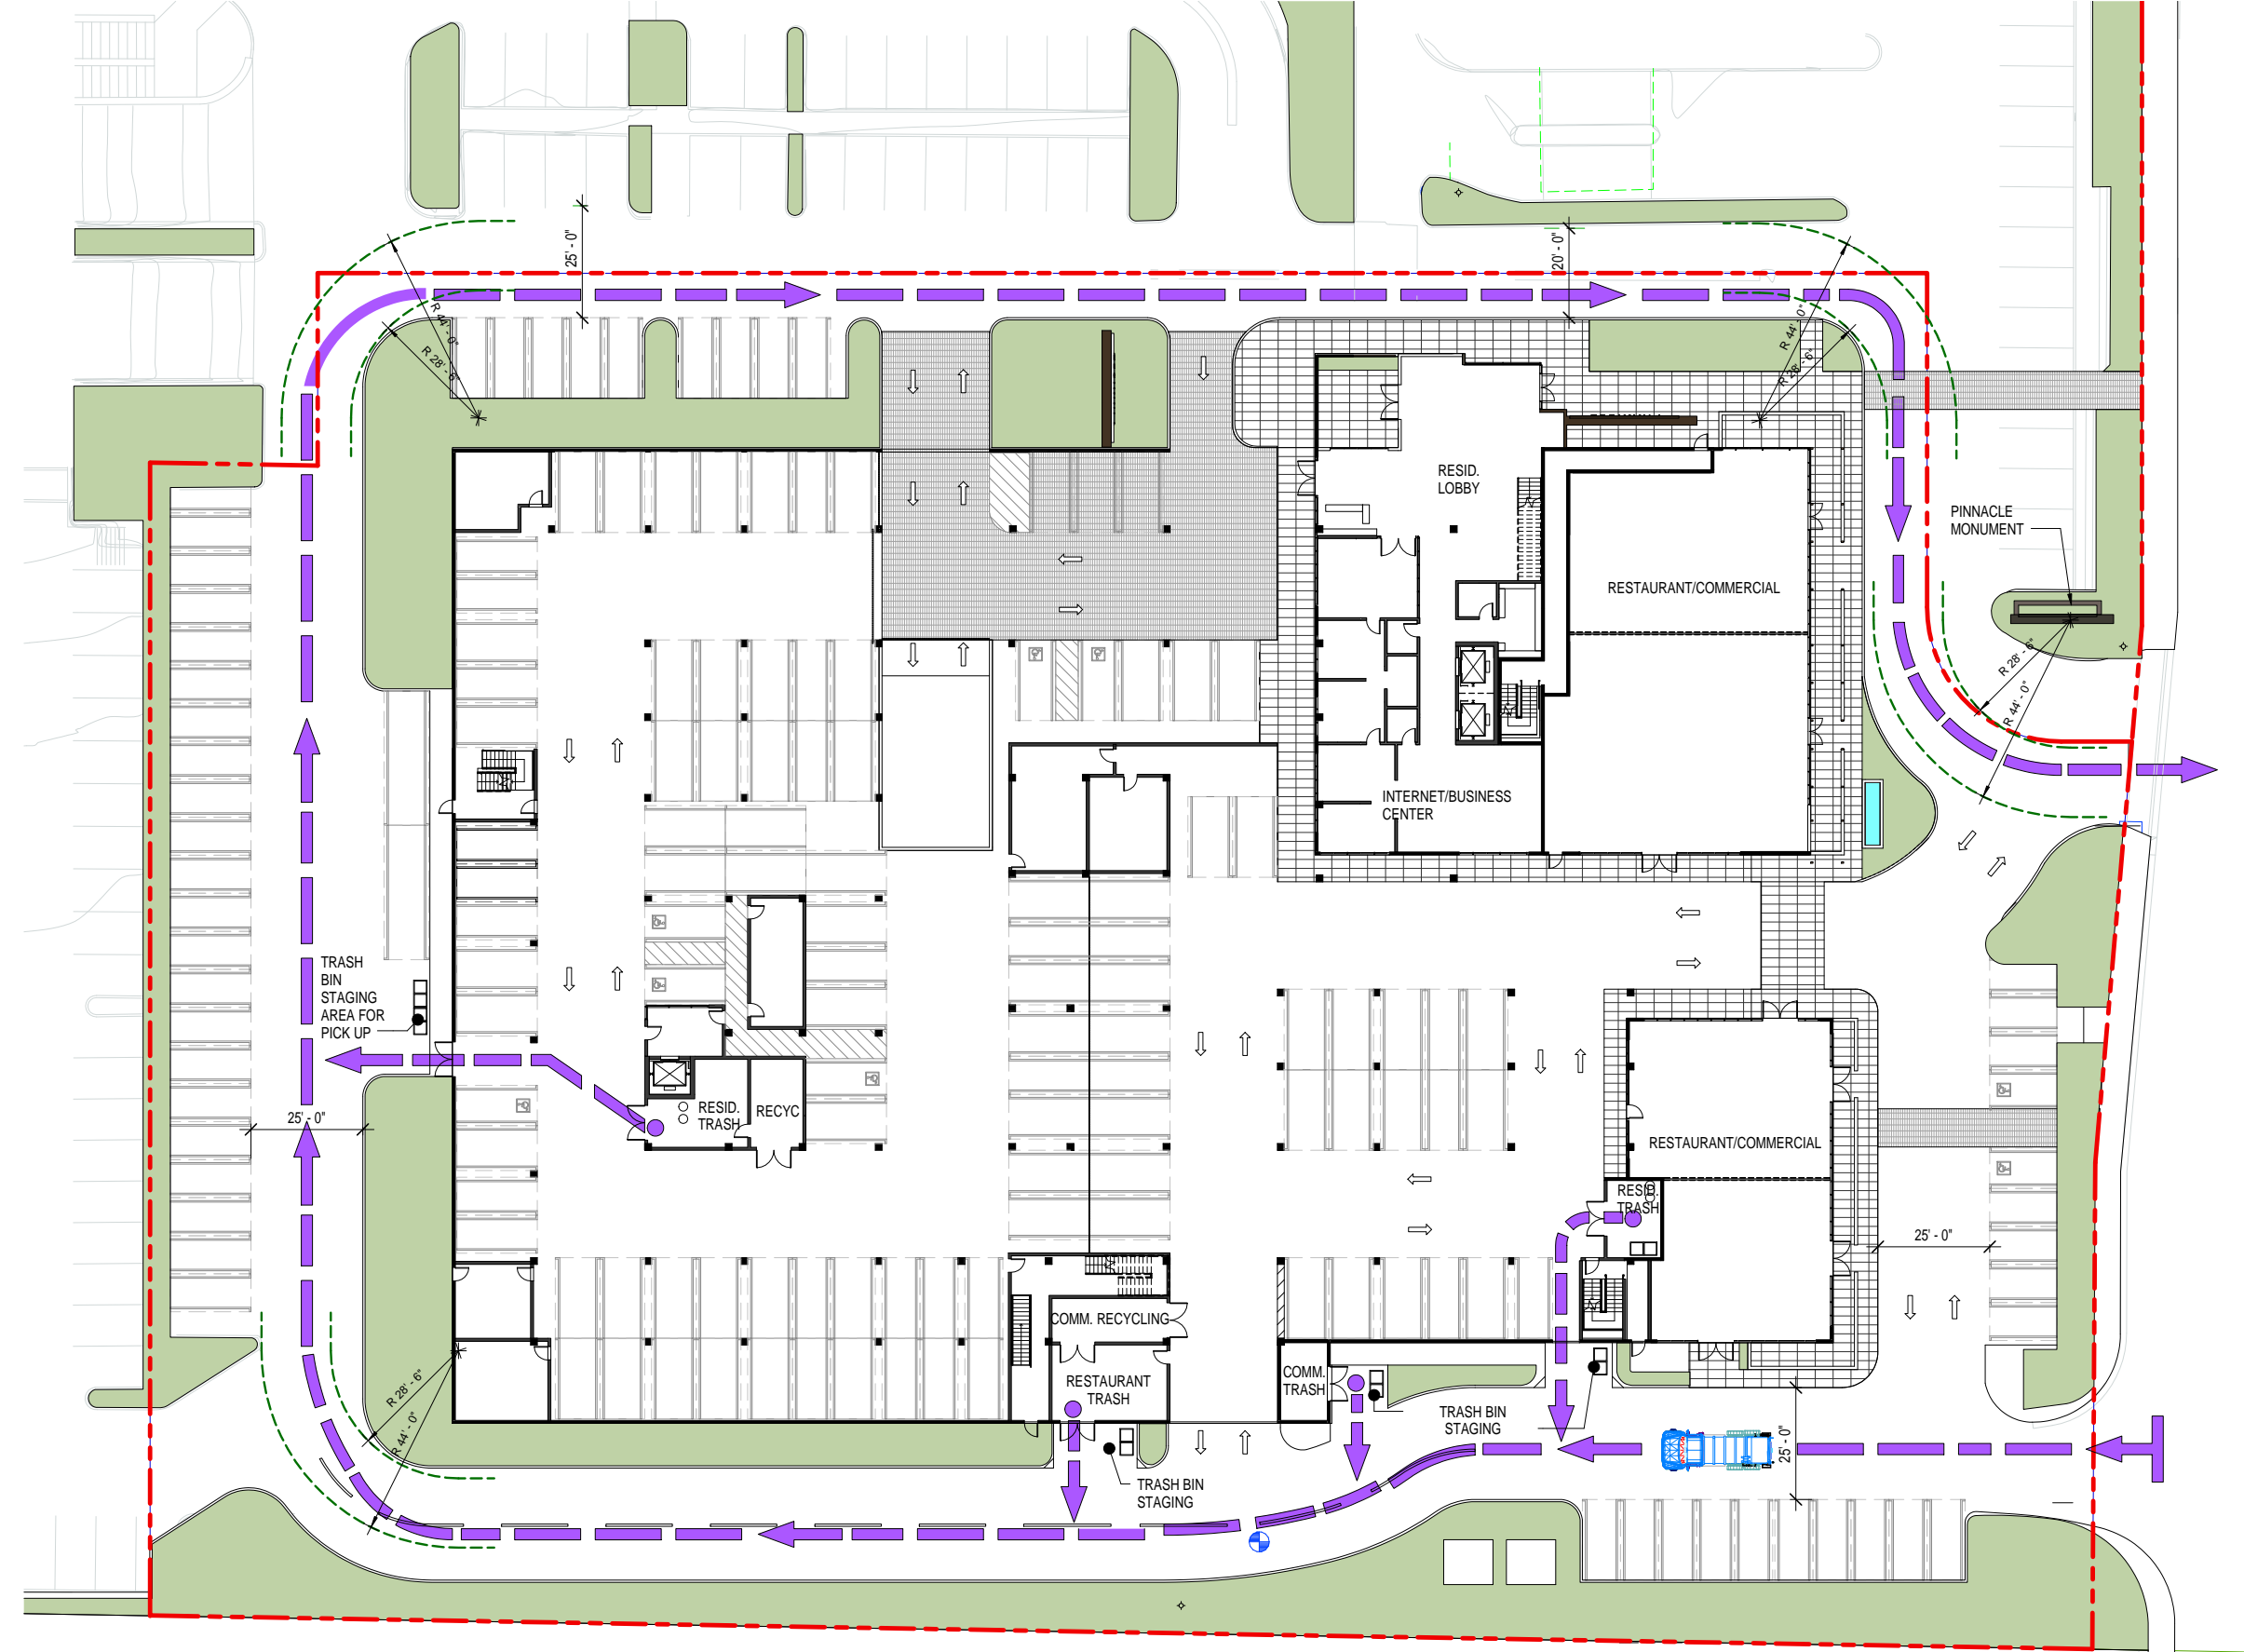 25' - 0"
20' - 0"
R 44' - 0"
R 28' - 6"
R 44' - 0"
R 28' - 6"
RESID.
LOBBY
PINNACLE
MONUMENT
RESTAURANT/COMMERCIAL
R 28' - 6"
R 44' - 0"
INTERNET/BUSINESS
CENTER
TRASH
BIN
STAGING
AREA FOR
PICK UP
25' - 0"
RESID.
TRASH
RECYC
RESTAURANT/COMMERCIAL
RESID.
TRASH
25' - 0"
COMM. RECYCLING
R 28' - 6"
R 44' - 0"
RESTAURANT
TRASH
COMM.
TRASH
TRASH BIN
STAGING
25' - 0"
TRASH BIN
STAGING